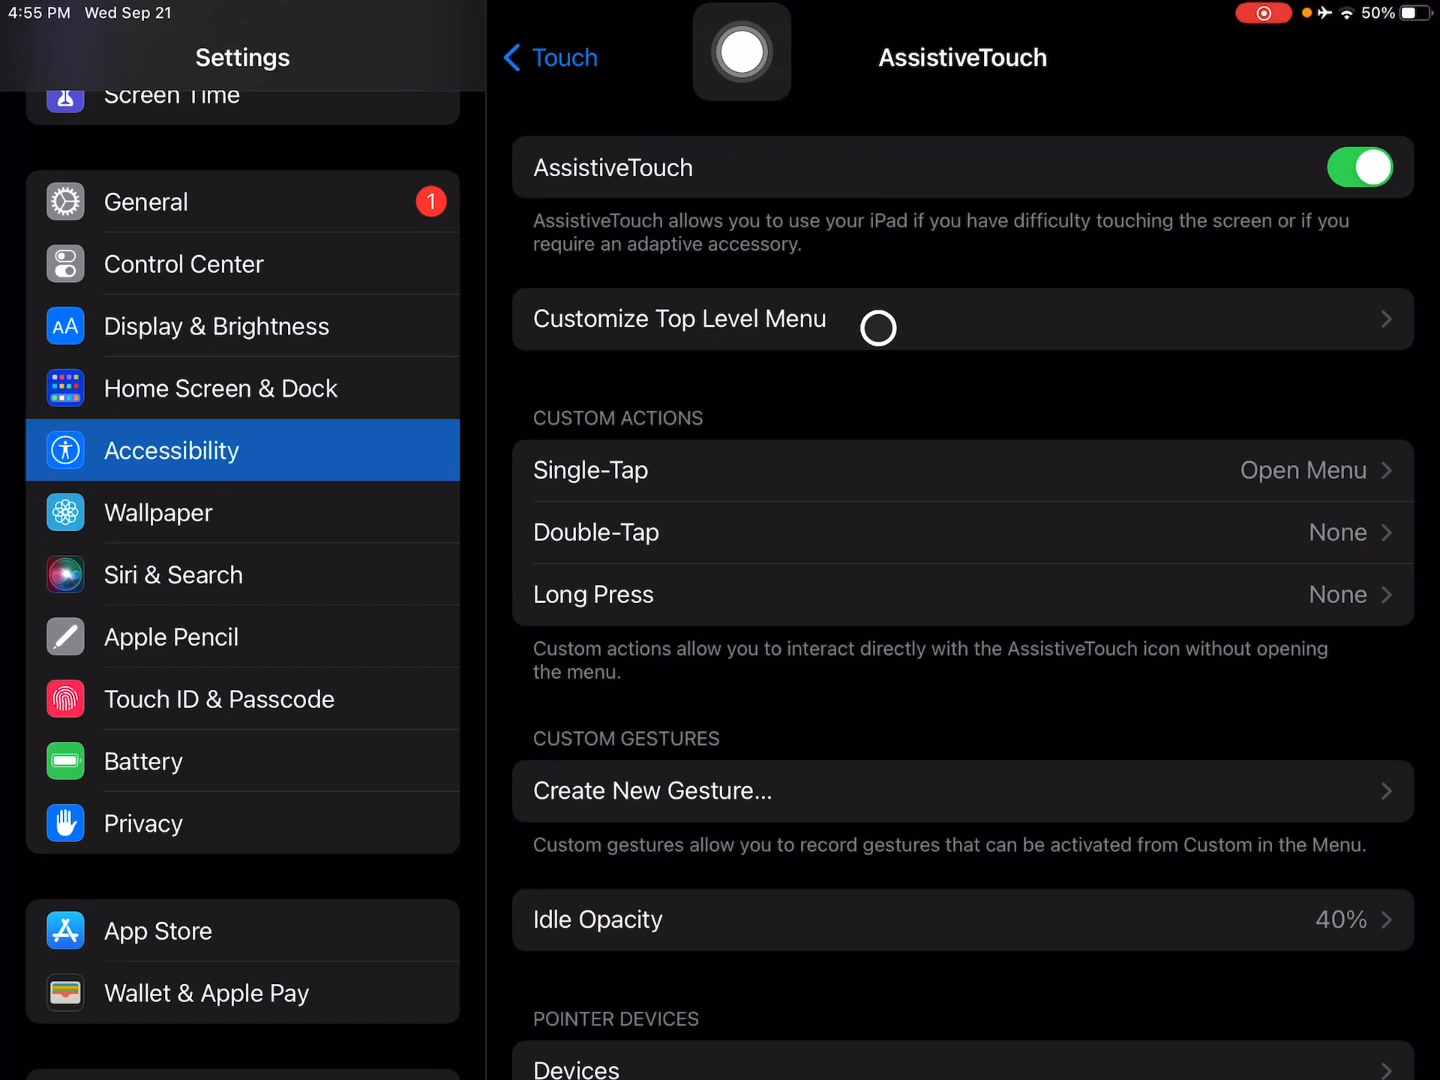 4:55 PM Wed Sep 21
50%
Settings
Screen Time
General
1
Control Center
AA
Display & Brightness
Home Screen & Dock
Accessibility
Wallpaper
Siri & Search
Apple Pencil
Touch ID & Passcode
Battery
Privacy
App Store
Wallet & Apple Pay
Touch
AssistiveTouch
AssistiveTouch
AssistiveTouch allows you to use your iPad if you have difficulty touching the screen or if you
require an adaptive accessory.
Customize Top Level Menu
CUSTOM ACTIONS
Single-Tap Open Menu
Double-Tap None
Long Press None
Custom actions allow you to interact directly with the AssistiveTouch icon without opening
the menu.
CUSTOM GESTURES
Create New Gesture...
Custom gestures allow you to record gestures that can be activated from Custom in the Menu.
Idle Opacity 40%
POINTER DEVICES
Devices